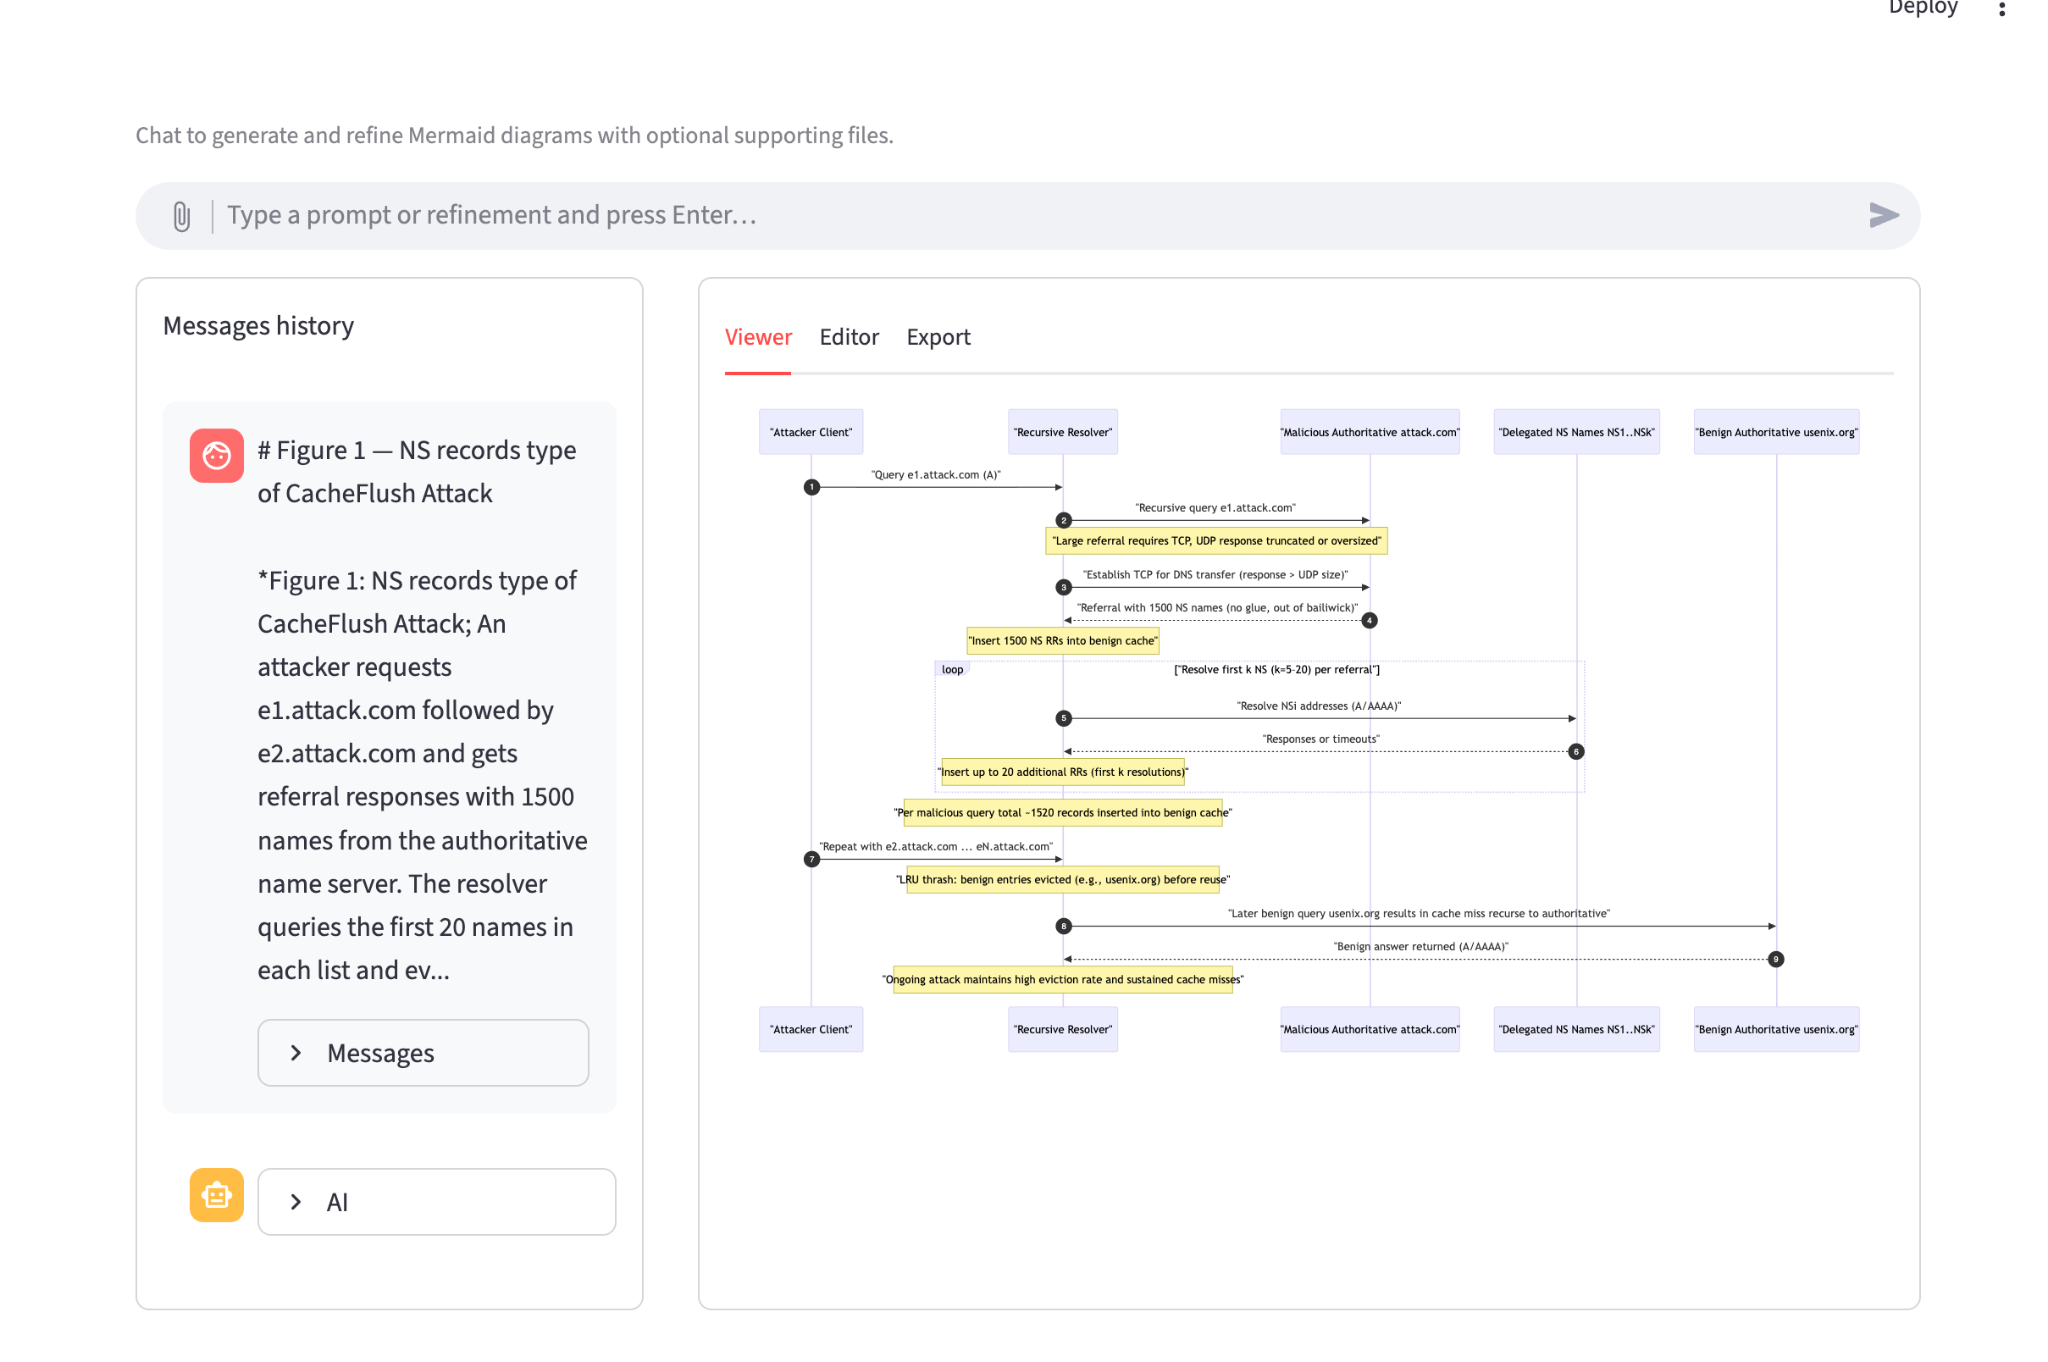 Deploy
Chat to generate and refine Mermaid diagrams with optional supporting files.
Type a prompt or refinement and press Enter...
Messages history
# Figure 1 — NS records type
of CacheFlush Attack
*Figure 1: NS records type of
CacheFlush Attack; An
attacker requests
e1.attack.com followed by
e2.attack.com and gets
referral responses with 1500
names from the authoritative
name server. The resolver
queries the first 20 names in
each list and ev...
Messages
AI
Viewer Editor Export
"Attacker Client" "Recursive Resolver" "Malicious Authoritative attack.com" "Delegated NS Names NS1..NSk" "Benign Authoritative usenix.org"
"Query e1.attack.com (A)"
1
"Recursive query e1.attack.com"
2
"Large referral requires TCP, UDP response truncated or oversized"
"Establish TCP for DNS transfer (response > UDP size)"
3
"Referral with 1500 NS names (no glue, out of bailiwick)"
4
"Insert 1500 NS RRs into benign cache"
loop ["Resolve first k NS (k=5-20) per referral"]
"Resolve NSi addresses (A/AAAA)"
5
"Responses or timeouts"
6
"Insert up to 20 additional RRs (first k resolutions)"
"Per malicious query total ~1520 records inserted into benign cache"
"Repeat with e2.attack.com ... eN.attack.com"
7
"LRU thrash: benign entries evicted (e.g., usenix.org) before reuse"
"Later benign query usenix.org results in cache miss recurse to authoritative"
8
"Benign answer returned (A/AAAA)"
9
"Ongoing attack maintains high eviction rate and sustained cache misses"
"Attacker Client" "Recursive Resolver" "Malicious Authoritative attack.com" "Delegated NS Names NS1..NSk" "Benign Authoritative usenix.org"